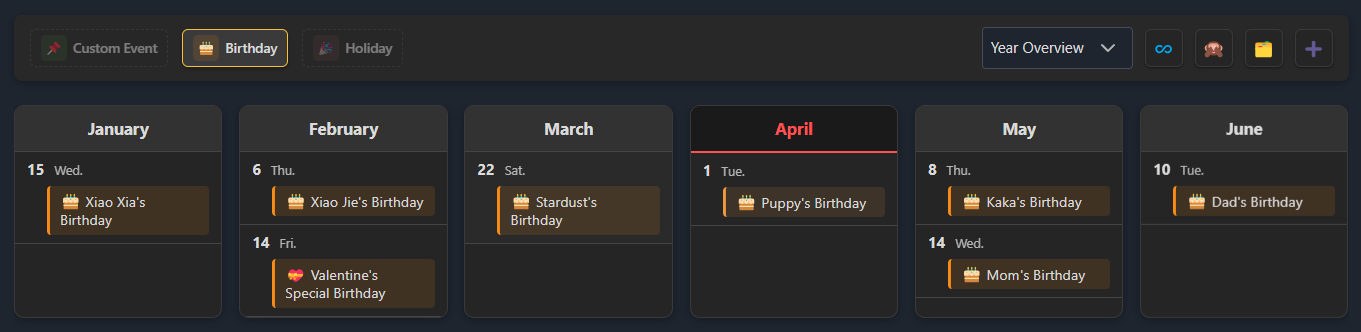 Custom Event
Birthday
Holiday
Year Overview
January
15 Wed.
Xiao Xia's
Birthday
February
6 Thu.
Xiao Jie's Birthday
14 Fri.
Valentine's
Special Birthday
March
22 Sat.
Stardust's
Birthday
April
1 Tue.
Puppy's Birthday
May
8 Thu.
Kaka's Birthday
14 Wed.
Mom's Birthday
June
10 Tue.
Dad's Birthday